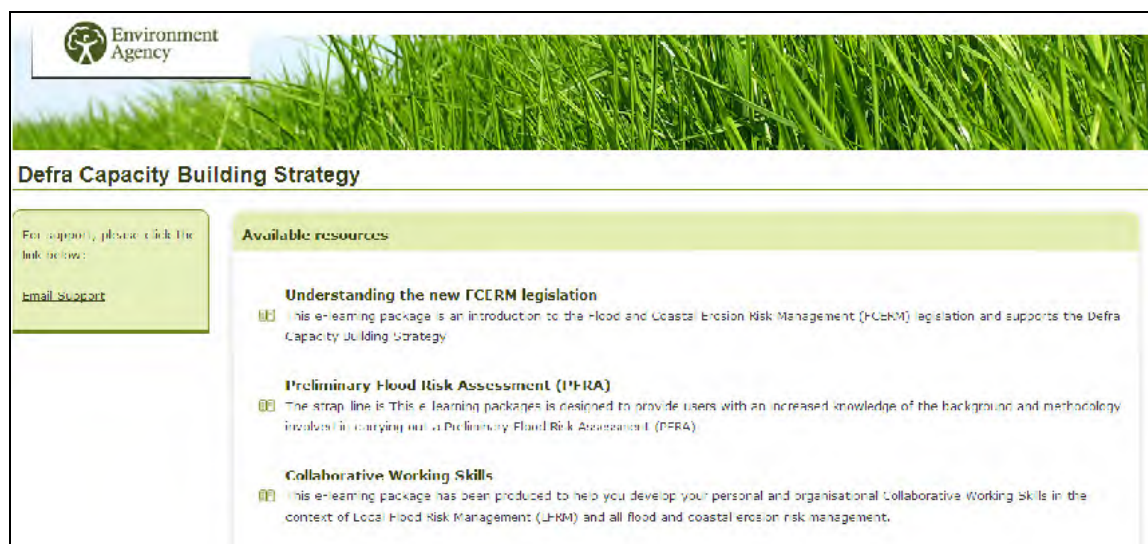 Environment
Agency
Defra Capacity Building Strategy
For support, please click the
link below:
Email Support
Available resources
Understanding the new FCERM legislation
This e-learning package is an introduction to the Flood and Coastal Erosion Risk Management (FCERM) legislation and supports the Defra
Capacity Building Strategy
Preliminary Flood Risk Assessment (PFRA)
The strap line is This e learning packages is designed to provide users with an increased knowledge of the background and methodology
involved in carrying out a Preliminary Flood Risk Assessment (PFRA)
Collaborative Working Skills
This e-learning package has been produced to help you develop your personal and organisational Collaborative Working Skills in the
context of Local Flood Risk Management (LFRM) and all flood and coastal erosion risk management.